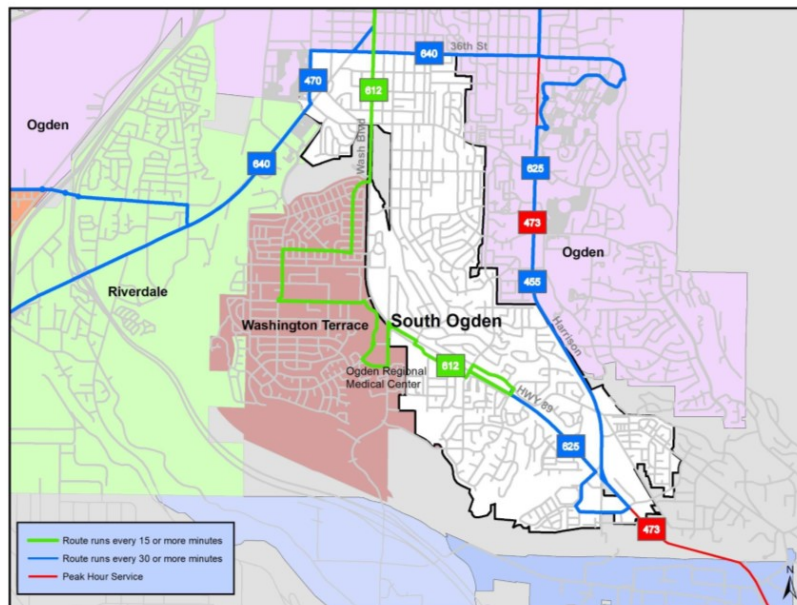 36th St
640
470
612
Wash Blvd
Ogden
640
625
473
Ogden
455
Riverdale
Harrison
Washington Terrace
South Ogden
Ogden Regional
Medical Center
612
HWY 89
625
473
Route runs every 15 or more minutes
Route runs every 30 or more minutes
Peak Hour Service
N